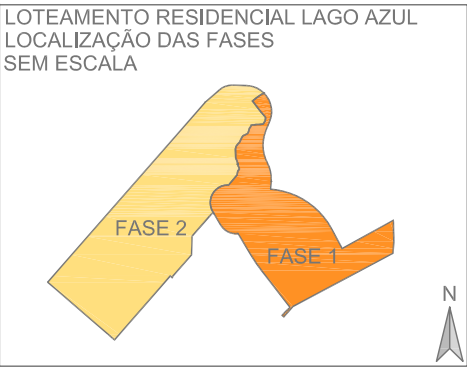 LOTEAMENTO RESIDENCIAL LAGO AZUL
LOCALIZAÇÃO DAS FASES
SEM ESCALA
FASE 2
FASE 1
N